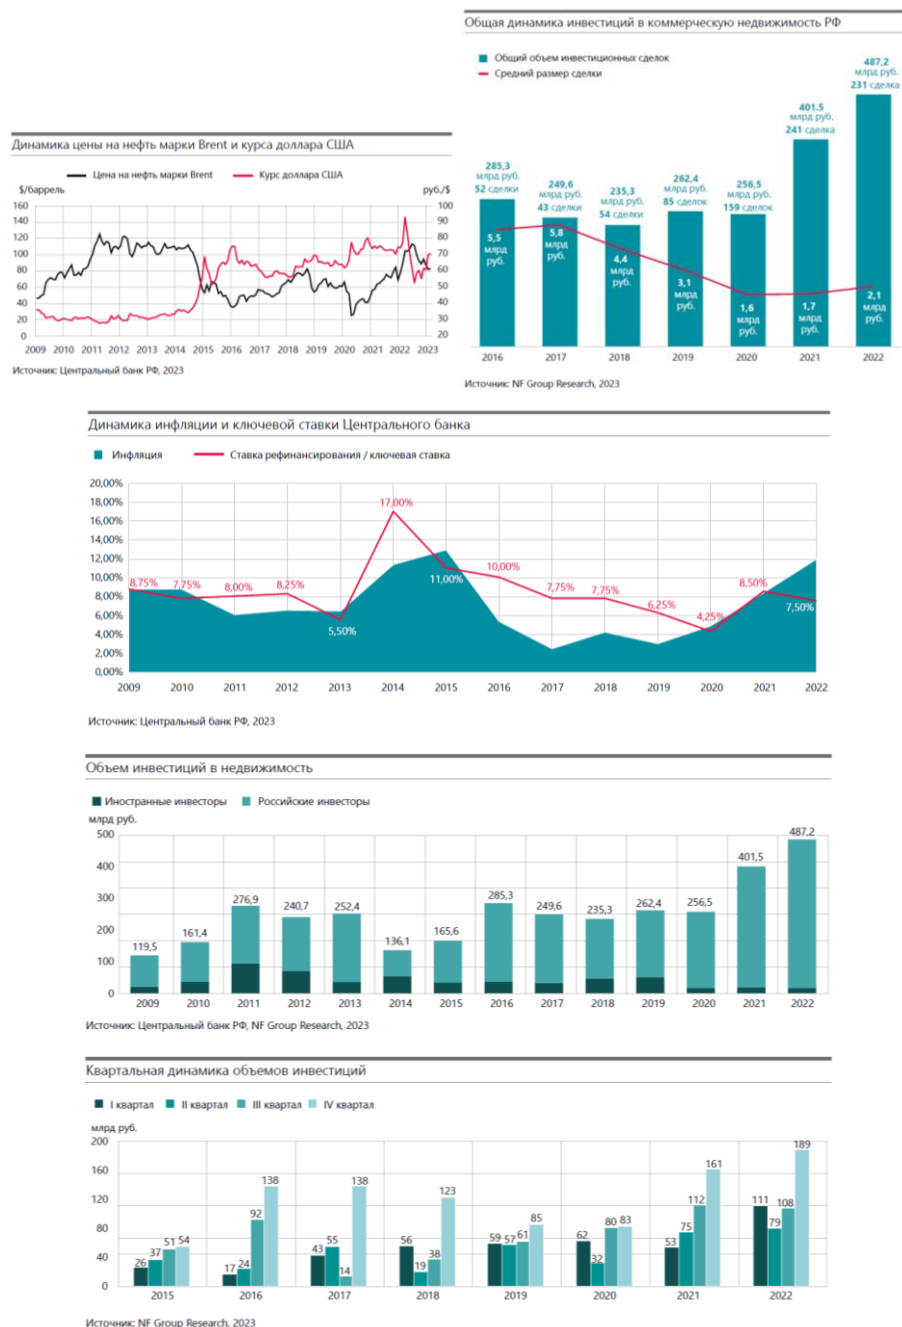 Общая динамика инвестиций в коммерческую недвижимость РФ
Общий объем инвестиционных сделок
Средний размер сделки
285,3
млрд руб.
52 сделки
249,6
млрд руб.
43 сделки
235,3
млрд руб.
54 сделки
262,4
млрд руб.
85 сделок
256,5
млрд руб.
159 сделок
401.5
млрд руб.
241 сделка
487,2
млрд руб.
231 сделка
5,5
млрд
руб.
5,8
млрд
руб.
4,4
млрд
руб.
3,1
млрд
руб.
1,6
млрд
руб.
1,7
млрд
руб.
2,1
млрд
руб.
2016 2017 2018 2019 2020 2021 2022
Источник: NF Group Research, 2023
Динамика цены на нефть марки Brent и курса доллара США
Цена на нефть марки Brent Курс доллара США
$/баррель руб./$
160 100
140 90
120 80
100 70
80 60
60 50
40 40
20 30
0 20
2009 2010 2011 2012 2013 2014 2015 2016 2017 2018 2019 2020 2021 2022 2023
Источник: Центральный банк РФ, 2023
Динамика инфляции и ключевой ставки Центрального банка
Инфляция Ставка рефинансирования / ключевая ставка
20,00%
18,00%
16,00%
14,00%
12,00%
10,00%
8,00%
6,00%
4,00%
2,00%
0,00%
8,75% 7,75% 8,00% 8,25% 5,50% 17,00% 11,00% 10,00% 7,75% 7,75% 6,25% 4,25% 8,50% 7,50%
2009 2010 2011 2012 2013 2014 2015 2016 2017 2018 2019 2020 2021 2022
Источник: Центральный банк РФ, 2023
Объем инвестиций в недвижимость
Иностранные инвесторы Российские инвесторы
млрд руб.
500
400
300
200
100
0
119,5 161,4 276,9 240,7 252,4 136,1 165,6 285,3 249,6 235,3 262,4 256,5 401,5 487,2
2009 2010 2011 2012 2013 2014 2015 2016 2017 2018 2019 2020 2021 2022
Источник: Центральный банк РФ, NF Group Research, 2023
Квартальная динамика объемов инвестиций
I квартал II квартал III квартал IV квартал
млрд руб.
200
160
120
80
40
0
26 37 51 54 17 24 92 138 43 55 14 138 56 19 38 123 59 57 61 85 62 32 80 83 53 75 112 161 111 79 108 189
2015 2016 2017 2018 2019 2020 2021 2022
Источник: NF Group Research, 2023